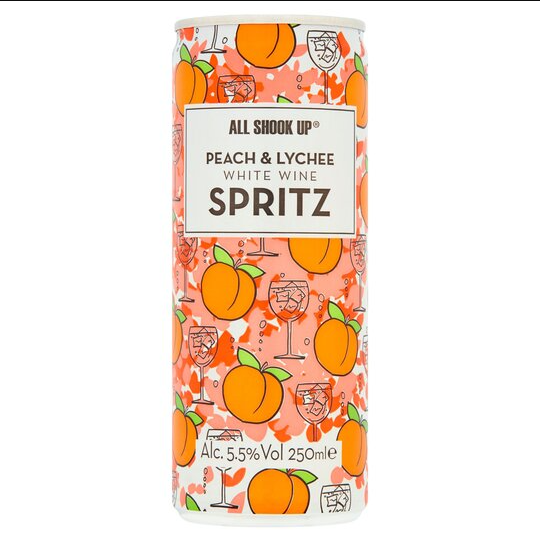 ALL SHOOK UP®
PEACH & LYCHEE
WHITE WINE
SPRITZ
Alc. 5.5%Vol 250ml℮